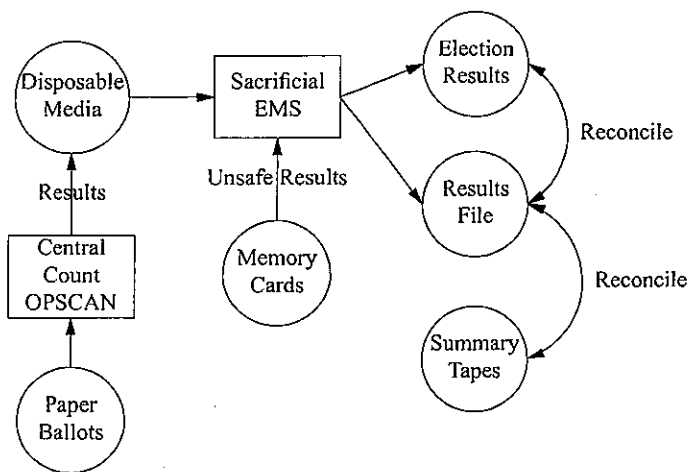 Disposable
Media
Results
Central
Count
OPSCAN
Paper
Ballots
Sacrificial
EMS
Unsafe Results
Memory
Cards
Election
Results
Reconcile
Results
File
Reconcile
Summary
Tapes